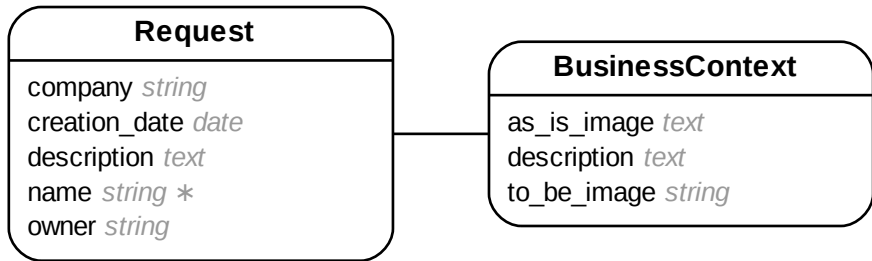 Request
company string
creation_date date
description text
name string ∗
owner string
BusinessContext
as_is_image text
description text
to_be_image string